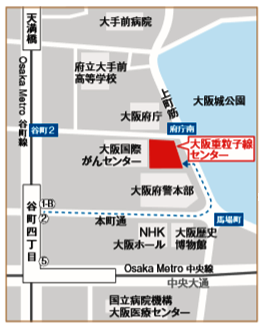 大手前病院
天満橋
Osaka Metro 谷町線
府立大手前
高等学校
上町筋
大阪城公園
大阪府庁
谷町2
府庁南
大阪国際
がんセンター
大阪重粒子線
センター
大阪府警本部
谷町四丁目
1-B
2
本町通
馬場町
NHK
大阪ホール
大阪歴史
博物館
5
Osaka Metro 中央線
中央大通
国立病院機構
大阪医療センター